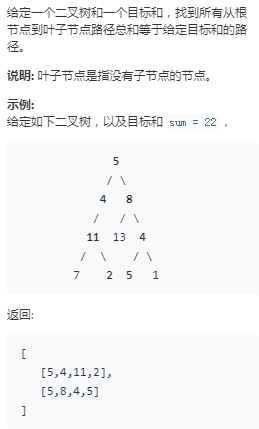 给定一个二叉树和一个目标和，找到所有从根
节点到叶子节点路径总和等于给定目标和的路
径。
说明: 叶子节点是指没有子节点的节点。
示例:
给定如下二叉树，以及目标和 sum = 22 ，
5
/ \
4 8
/ / \
11 13 4
/ \ / \
7 2 5 1
返回:
[
[5,4,11,2],
[5,8,4,5]
]